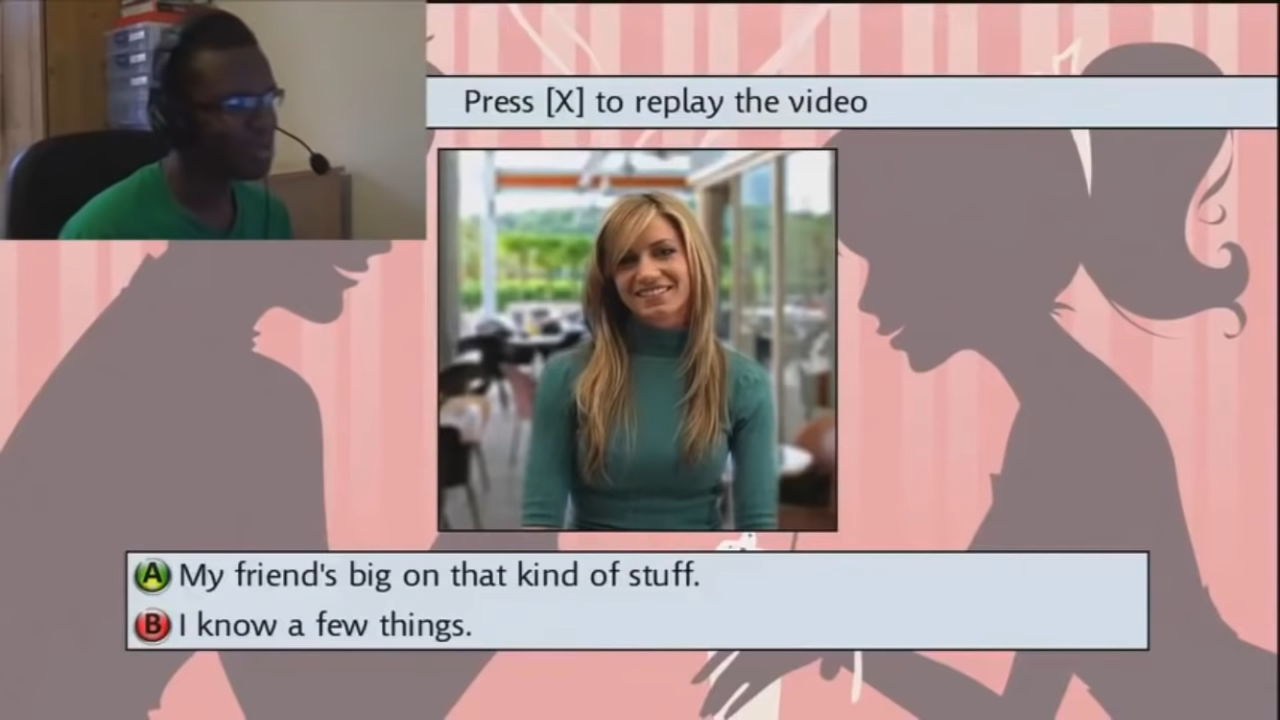 Press [X] to replay the video
A My friend's big on that kind of stuff.
B I know a few things.